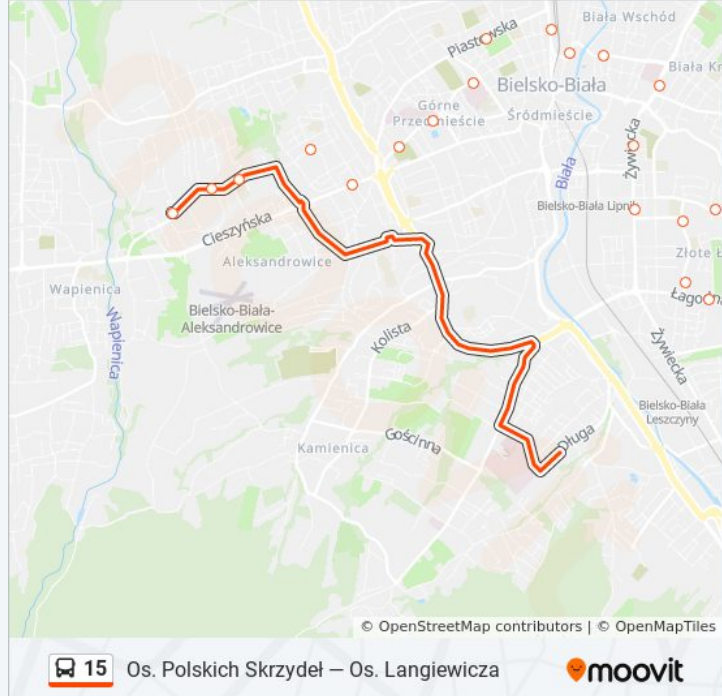 Biała Wschód
Piastowska
Biała K
Bielsko-Biała
Górne
Przedmieście
Śródmieście
Żywiecka
Biała
Bielsko-Biała Lipnik
Cieszyńska
Aleksandrowice
Złote Ł
Wapienica
Łagodna
Bielsko-Biała-
Aleksandrowice
Wapienica
Kolista
Żywiecka
Bielsko-Biała
Leszczyny
Gościnna
Długa
Kamienica
© OpenStreetMap contributors | © OpenMapTiles
15 Os. Polskich Skrzydeł — Os. Langiewicza
moovit